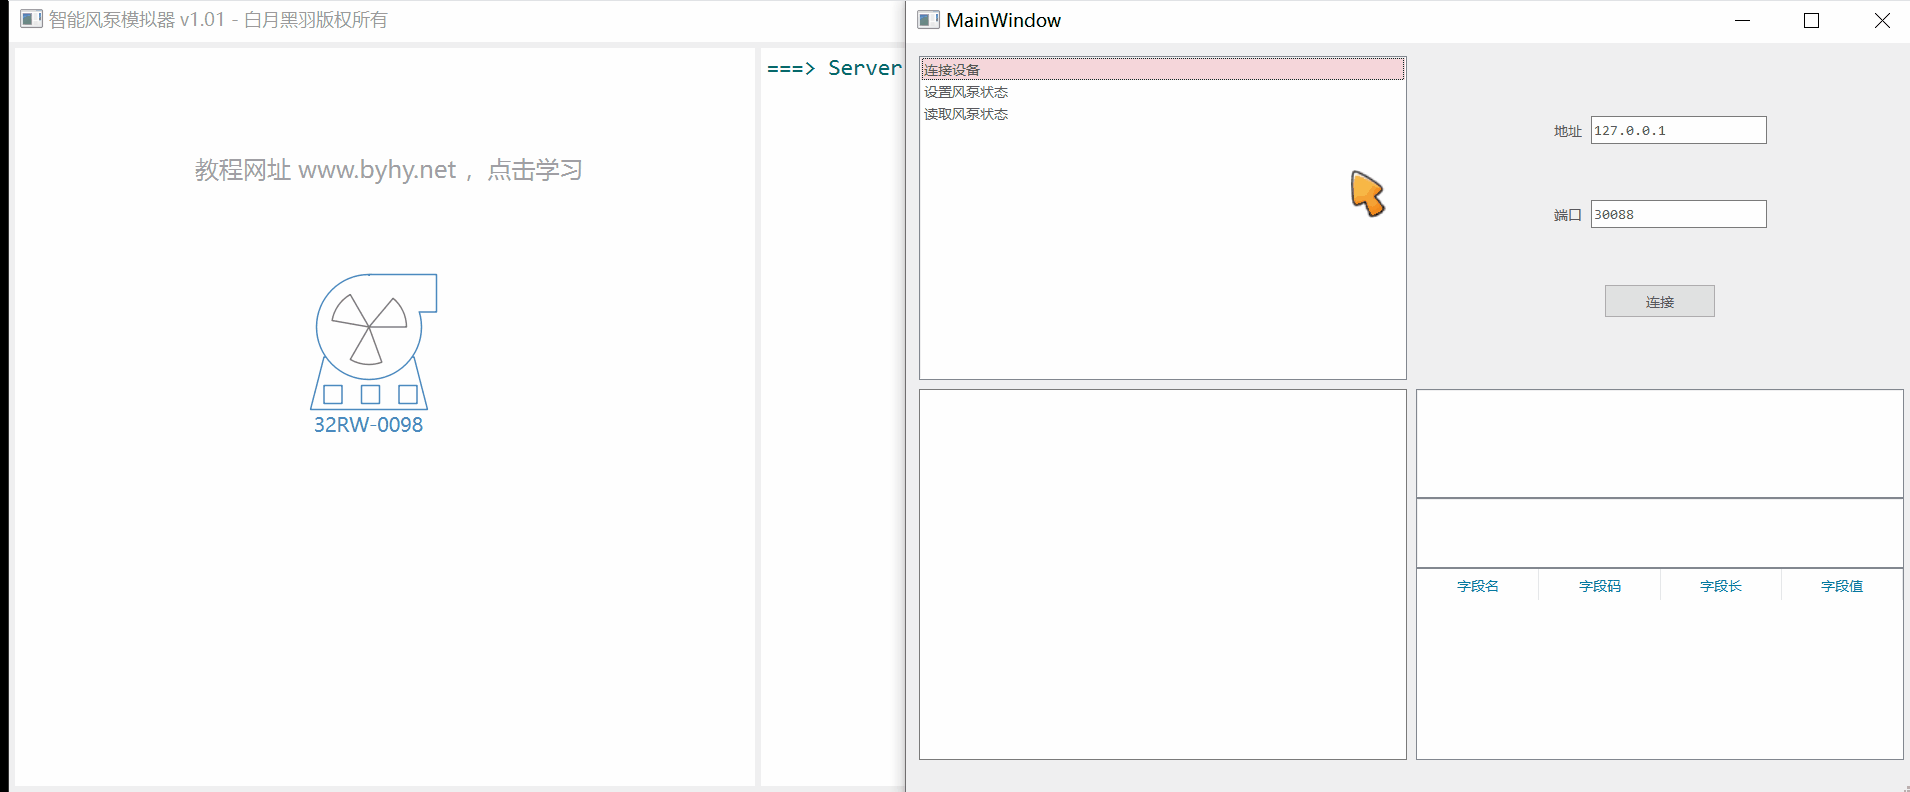 智能风泵模拟器 v1.01 - 白月黑羽版权所有
===> Server
教程网址 www.byhy.net ，点击学习
32RW-0098
MainWindow
连接设备
设置风泵状态
读取风泵状态
地址 127.0.0.1
端口 30088
连接
字段名 字段码 字段长 字段值